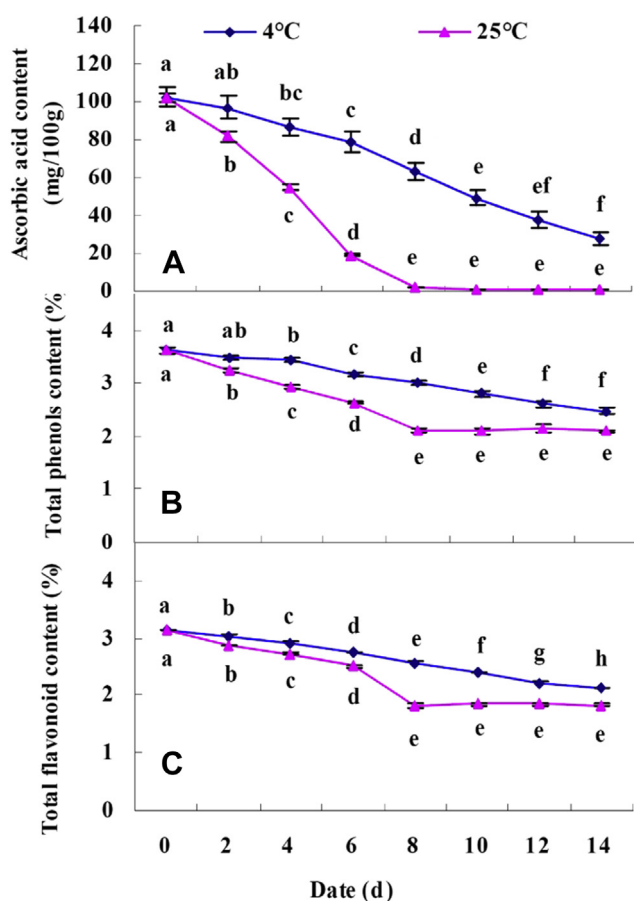 4°C 25°C
Ascorbic acid content
(mg/100g)
140
120
100
80
60
40
20
0
a ab bc c d e ef f
a b c d e e e e
A
Total phenols content (%)
4
3
2
1
0
a ab b c d e f f
a b c d e e e e
B
Total flavonoid content (%)
4
3
2
1
0
a b c d e f g h
a b c d e e e e
C
0 2 4 6 8 10 12 14
Date (d)